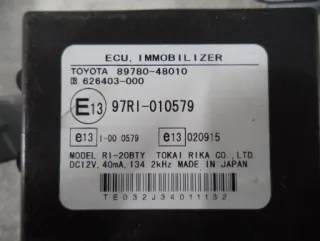 ECU, IMMOBILIZER
TOYOTA 89780-48010
626403-000
E13 97RI-010579
e13 I-00 0579 e13 020915
MODEL RI-20BTY TOKAI RIKA CO., LTD.
DC12V, 40mA, 134.2kHz MADE IN JAPAN
TE032J34011132